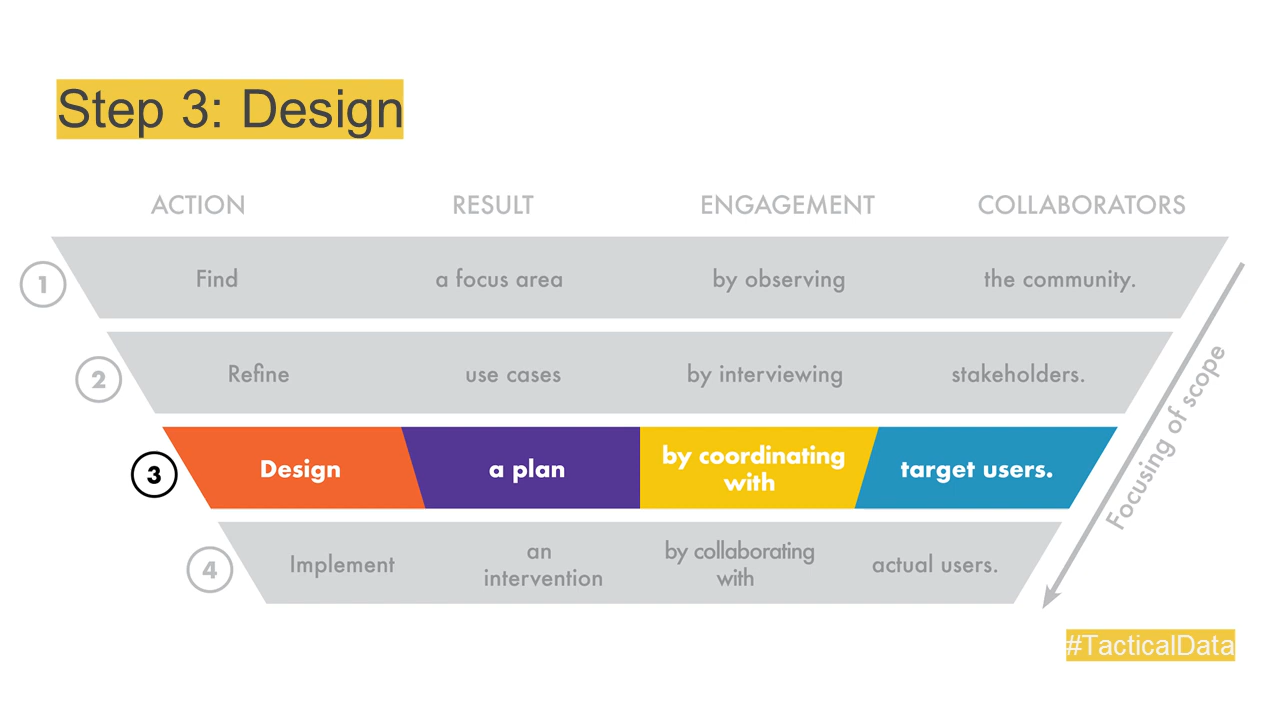 Step 3: Design
ACTION RESULT ENGAGEMENT COLLABORATORS
1 Find a focus area by observing the community.
2 Refine use cases by interviewing stakeholders.
3 Design a plan by coordinating with target users.
4 Implement an intervention by collaborating with actual users.
Focusing of scope
#TacticalData